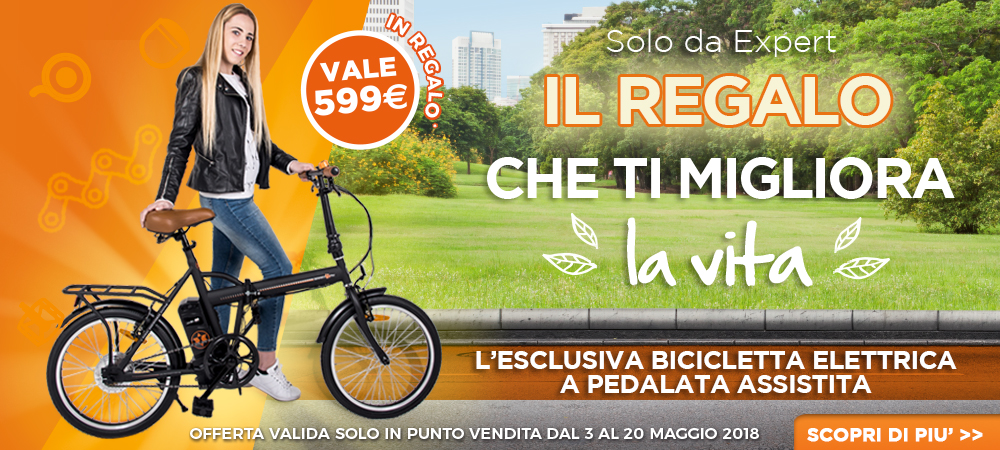 IN REGALO
VALE
599€
Solo da Expert
IL REGALO
CHE TI MIGLIORA
la vita
L'ESCLUSIVA BICICLETTA ELETTRICA
A PEDALATA ASSISTITA
OFFERTA VALIDA SOLO IN PUNTO VENDITA DAL 3 AL 20 MAGGIO 2018
SCOPRI DI PIU' >>